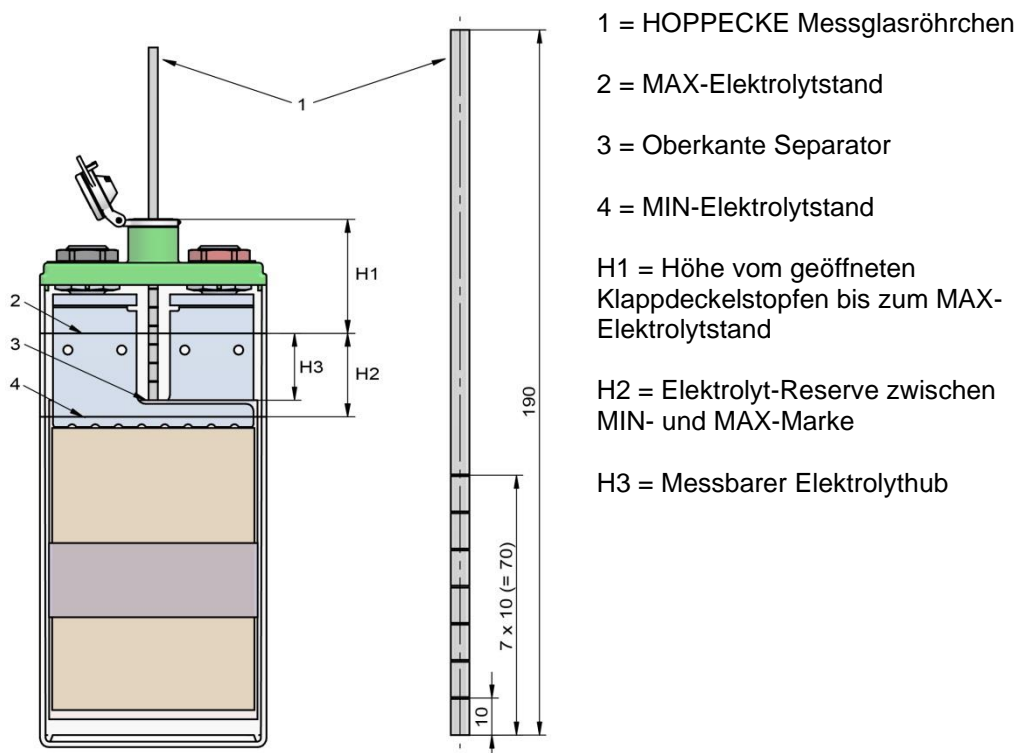 1
2
3
4
H1
H3
H2
190
7 x 10 (= 70)
10
1 = HOPPECKE Messglasröhrchen
2 = MAX-Elektrolytstand
3 = Oberkante Separator
4 = MIN-Elektrolytstand
H1 = Höhe vom geöffneten
Klappdeckelstopfen bis zum MAX-
Elektrolytstand
H2 = Elektrolyt-Reserve zwischen
MIN- und MAX-Marke
H3 = Messbarer Elektrolythub